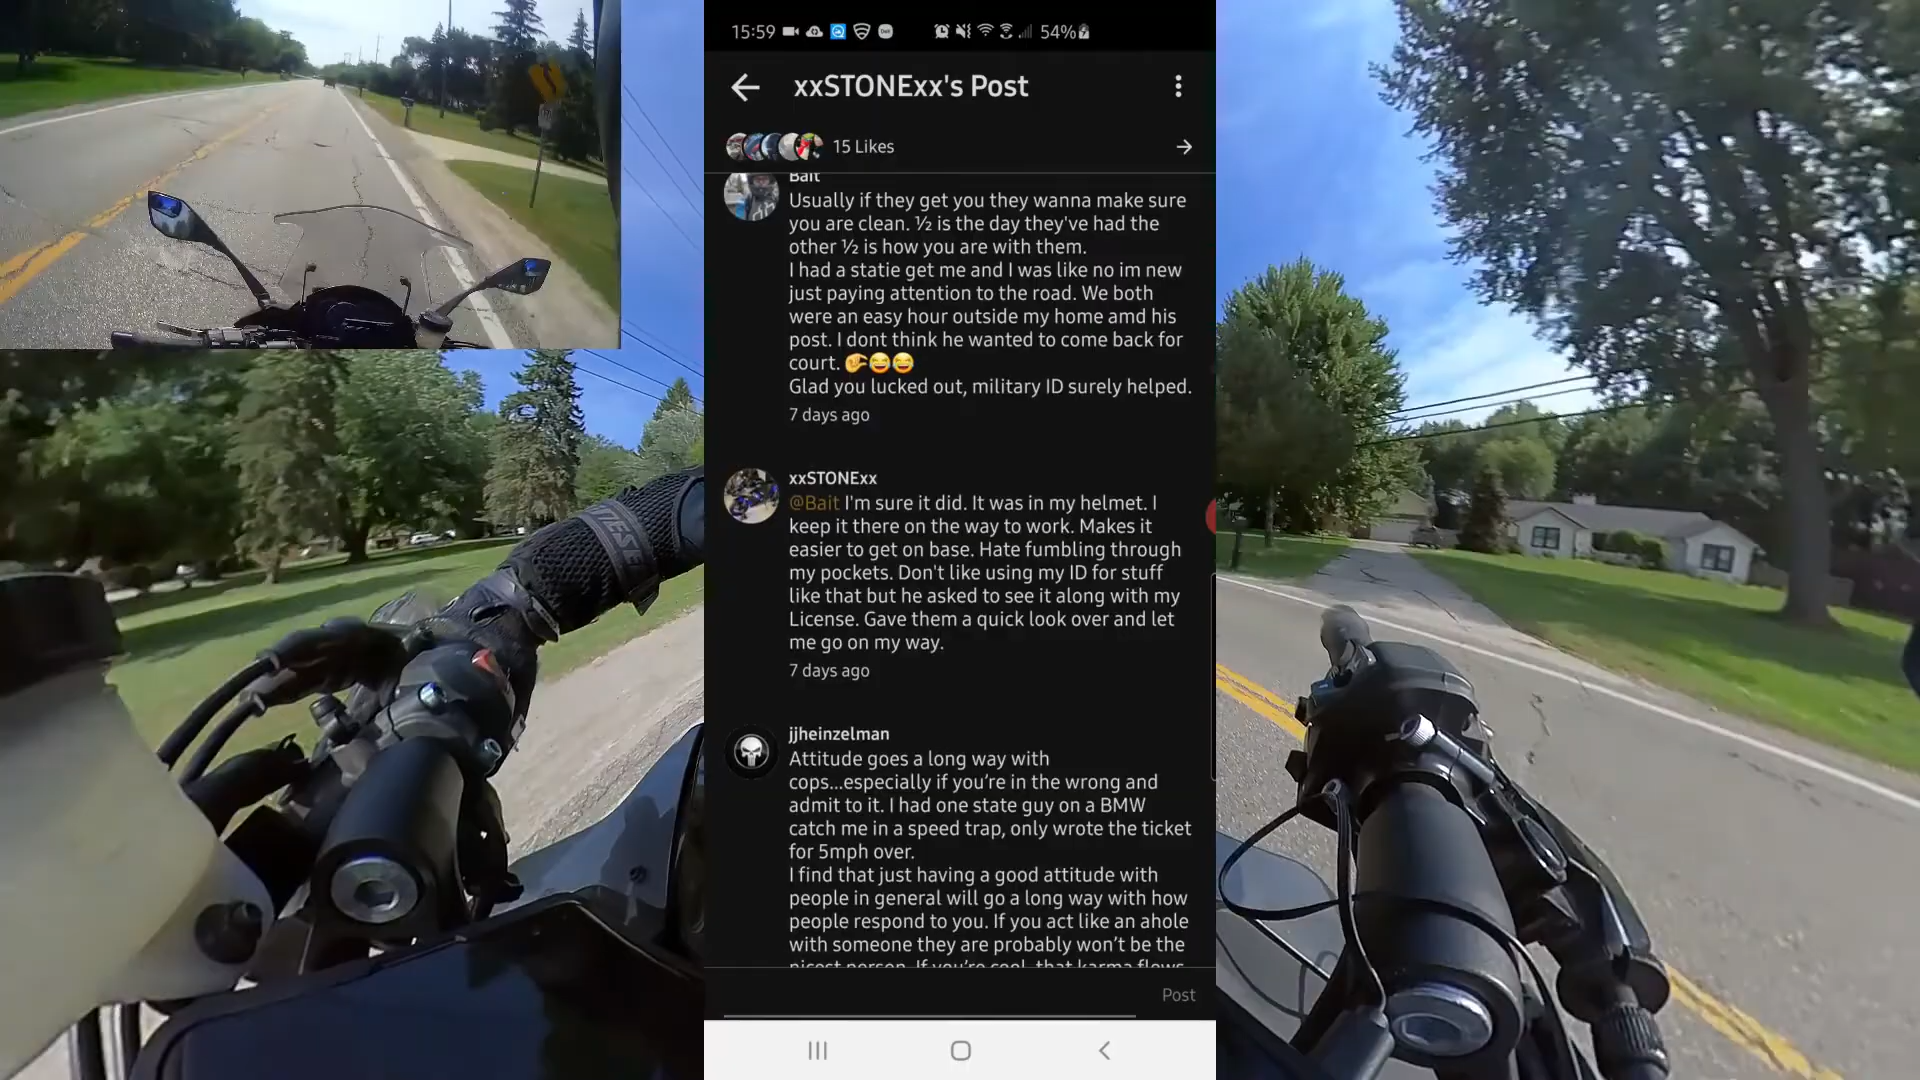 15:59
54%
xxSTONExx's Post
15 Likes
Bait
Usually if they get you they wanna make sure
you are clean. ½ is the day they've had the
other ½ is how you are with them.
I had a statie get me and I was like no im new
just paying attention to the road. We both
were an easy hour outside my home amd his
post. I dont think he wanted to come back for
court. 🤏😂😂
Glad you lucked out, military ID surely helped.
7 days ago
xxSTONExx
@Bait I'm sure it did. It was in my helmet. I
keep it there on the way to work. Makes it
easier to get on base. Hate fumbling through
my pockets. Don't like using my ID for stuff
like that but he asked to see it along with my
License. Gave them a quick look over and let
me go on my way.
7 days ago
jjheinzelman
Attitude goes a long way with
cops...especially if you’re in the wrong and
admit to it. I had one state guy on a BMW
catch me in a speed trap, only wrote the ticket
for 5mph over.
I find that just having a good attitude with
people in general will go a long way with how
people respond to you. If you act like an ahole
with someone they are probably won’t be the
nicest person. If you’re cool, that karma flows
Post